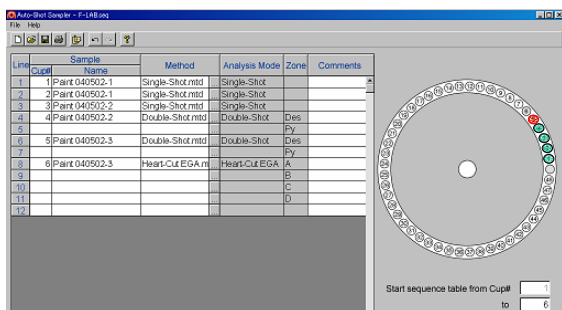 Auto-Shot Sampler - F-LAB.seq
File Help
Line Sample Method Analysis Mode Zone Comments
Cup# Name
1 1 Paint 040502-1 Single-Shot.mtd ... Single-Shot
2 2 Paint 040502-1 Single-Shot.mtd ... Single-Shot
3 3 Paint 040502-2 Single-Shot.mtd ... Single-Shot
4 4 Paint 040502-2 Double-Shot.mtd ... Double-Shot Des
5 Py
6 5 Paint 040502-3 Double-Shot.mtd ... Double-Shot Des
7 Py
8 6 Paint 040502-3 Heart-Cut EGA.m ... Heart-Cut EGA A
9 ... B
10 ... C
11 ... D
12 ...
Start sequence table from Cup# 1
to 6